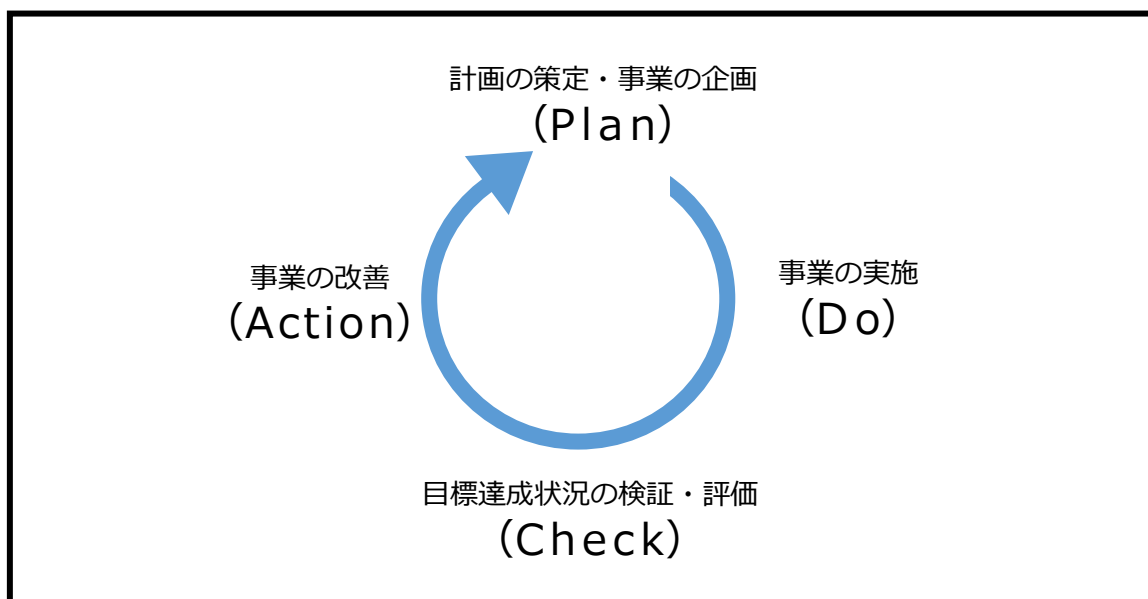 計画の策定・事業の企画
（Plan）
事業の実施
（Do）
目標達成状況の検証・評価
（Check）
事業の改善
（Action）